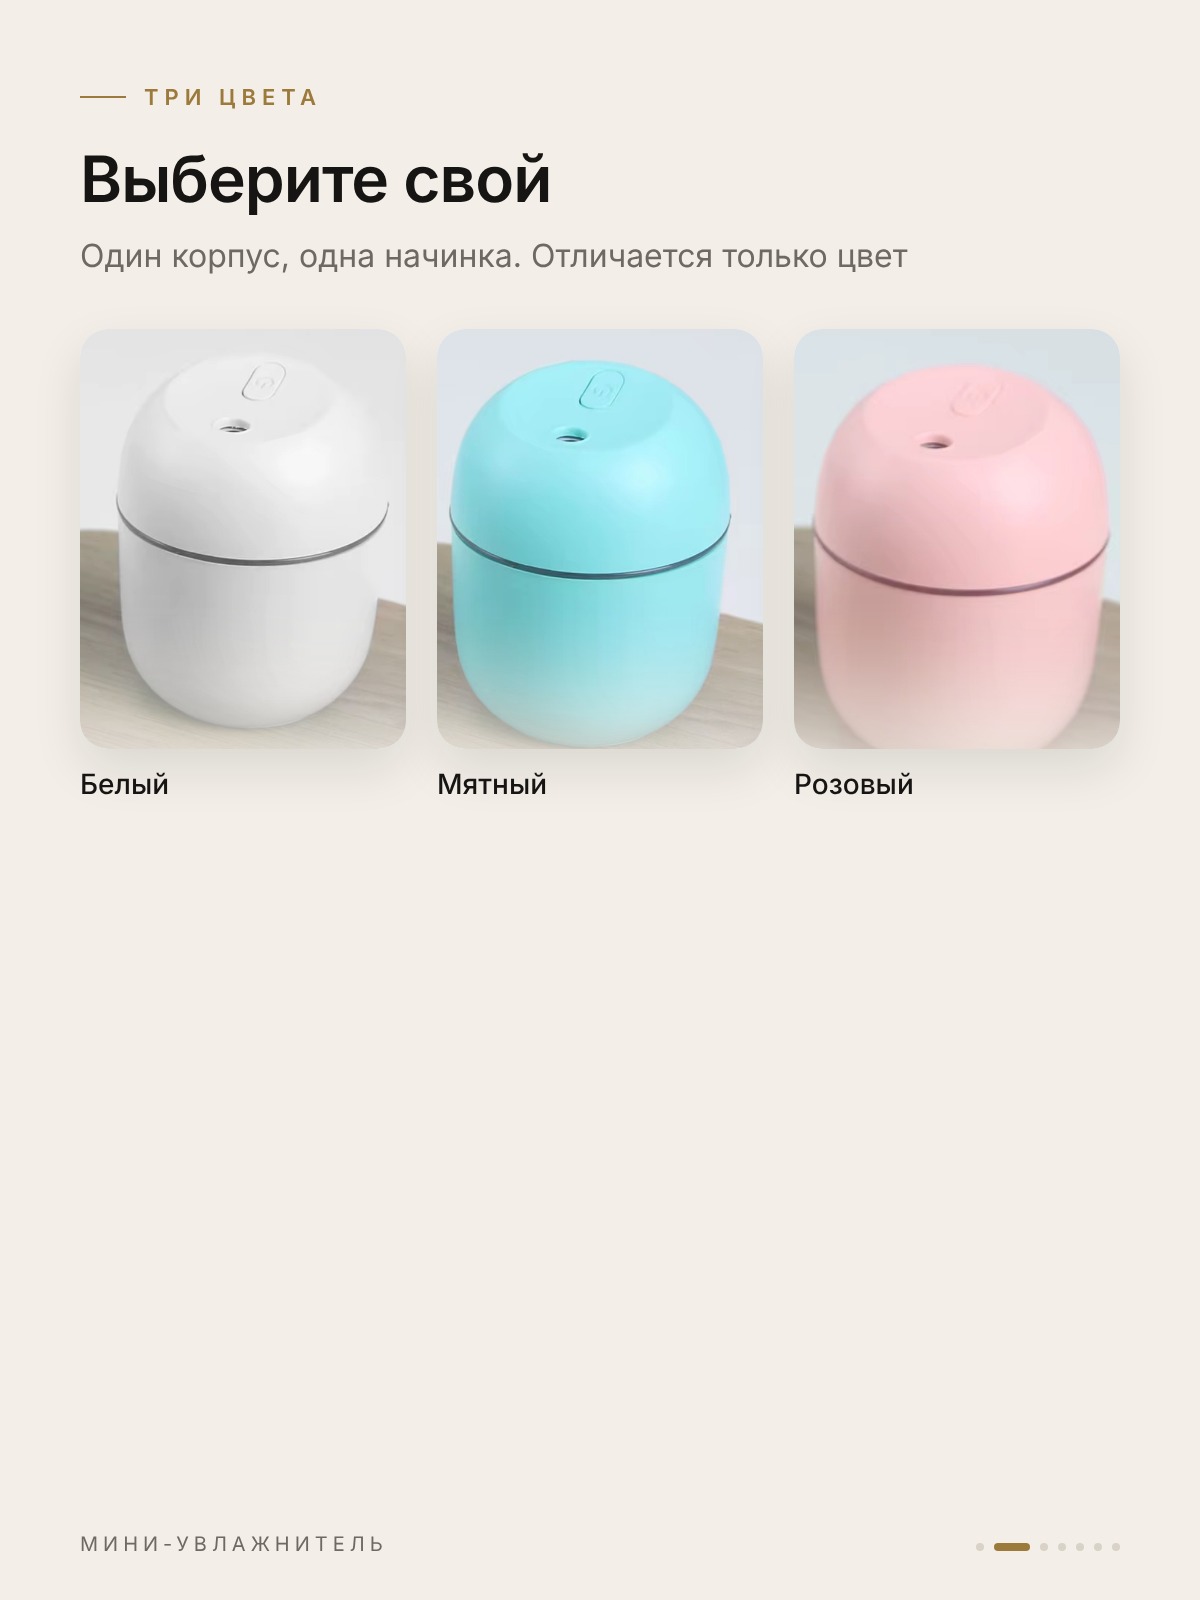 ТРИ ЦВЕТА
Выберите свой
Один корпус, одна начинка. Отличается только цвет
Белый
Мятный
Розовый
МИНИ-УВЛАЖНИТЕЛЬ